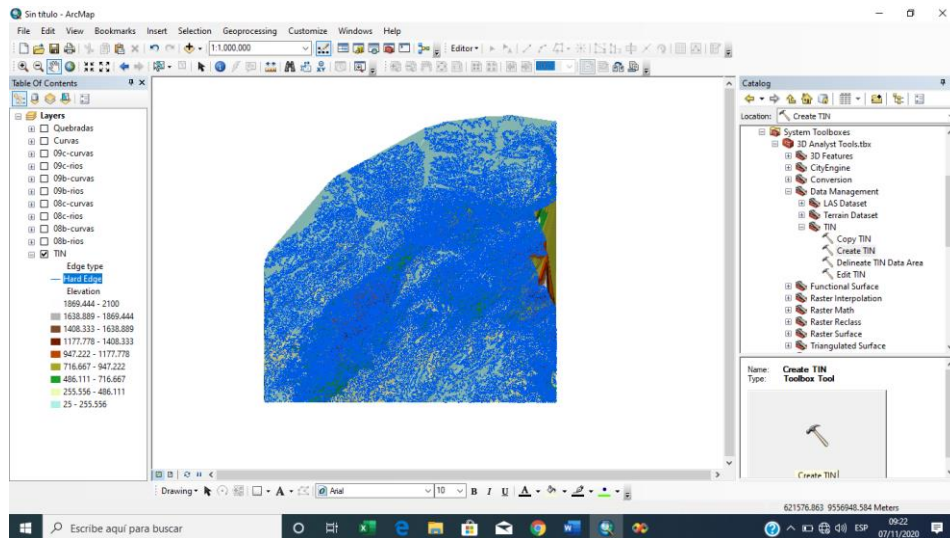 Sin título - ArcMap
File Edit View Bookmarks Insert Selection Geoprocessing Customize Windows Help
1:1.000.000
Editor
Table Of Contents
Layers
Quebradas
Curvas
09c-curvas
09c-rios
09b-curvas
09b-rios
08c-curvas
08c-rios
08b-curvas
08b-rios
TIN
Edge type
Hard Edge
Elevation
1869.444 - 2100
1638.889 - 1869.444
1408.333 - 1638.889
1177.778 - 1408.333
947.222 - 1177.778
716.667 - 947.222
486.111 - 716.667
255.556 - 486.111
25 - 255.556
Catalog
Location: Create TIN
System Toolboxes
3D Analyst Tools.tbx
3D Features
CityEngine
Conversion
Data Management
LAS Dataset
Terrain Dataset
TIN
Copy TIN
Create TIN
Delineate TIN Data Area
Edit TIN
Functional Surface
Raster Interpolation
Raster Math
Raster Reclass
Raster Surface
Triangulated Surface
Name: Create TIN
Type: Toolbox Tool
Create TIN
Drawing A Arial 10 B I U A
621576.863 9556948.584 Meters
Escribe aquí para buscar
ESP
09:22
07/11/2020